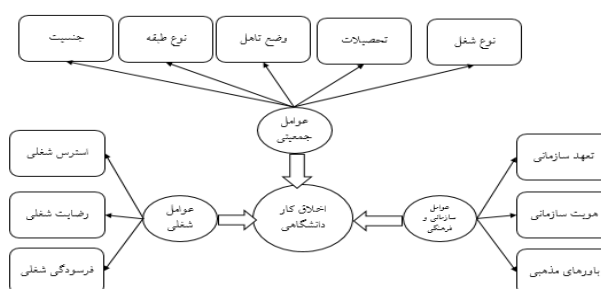 نوع شغل
تحصیلات
وضع تاهل
نوع طبقه
جنسیت
عوامل
جمعیتی
تعهد سازمانی
هویت سازمانی
باورهای مذهبی
عوامل
سازمانی و
فرهنگی
اخلاق کار
دانشگاهی
عوامل
شغلی
استرس شغلی
رضایت شغلی
فرسودگی شغلی